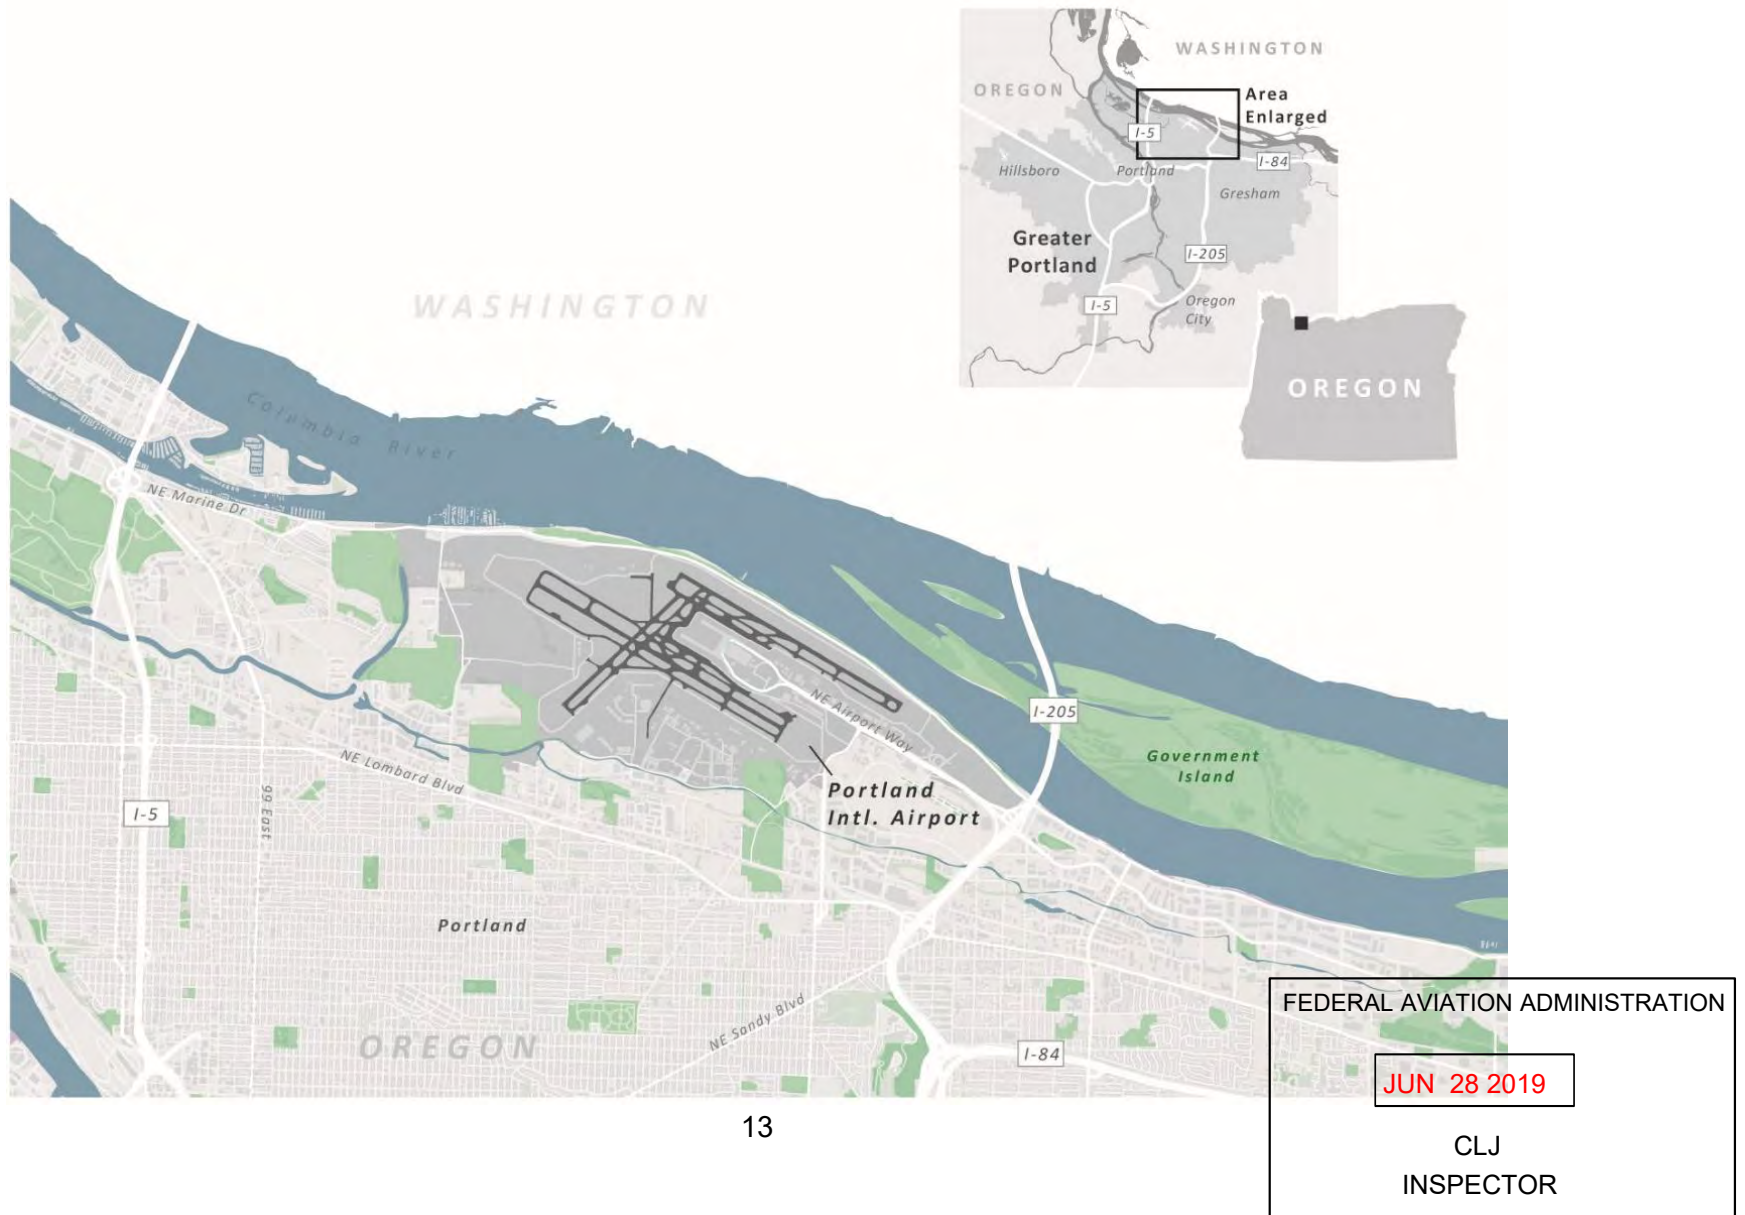 WASHINGTON
OREGON
Area
Enlarged
I-5
I-84
Hillsboro
Portland
Gresham
Greater
Portland
I-205
I-5
Oregon
City
OREGON
WASHINGTON
Columbia River
NE Marine Dr
I-205
NE Airport Way
Government
Island
NE Lombard Blvd
99 East
I-5
Portland
Intl. Airport
Portland
NE Sandy Blvd
OREGON
I-84
FEDERAL AVIATION ADMINISTRATION
JUN 28 2019
CLJ
INSPECTOR
13